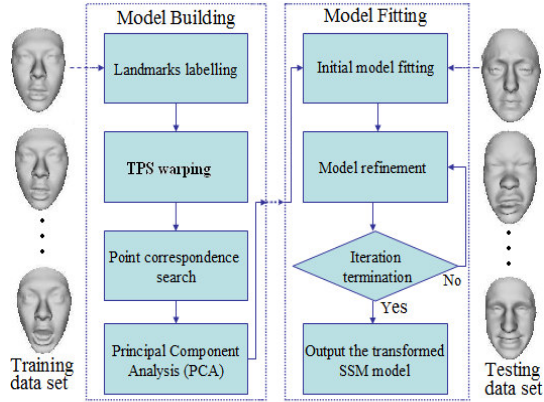 Model Building
Landmarks labelling
TPS warping
Point correspondence
search
Principal Component
Analysis (PCA)
Training
data set
Model Fitting
Initial model fitting
Model refinement
Iteration
termination
No
Yes
Output the transformed
SSM model
Testing
data set